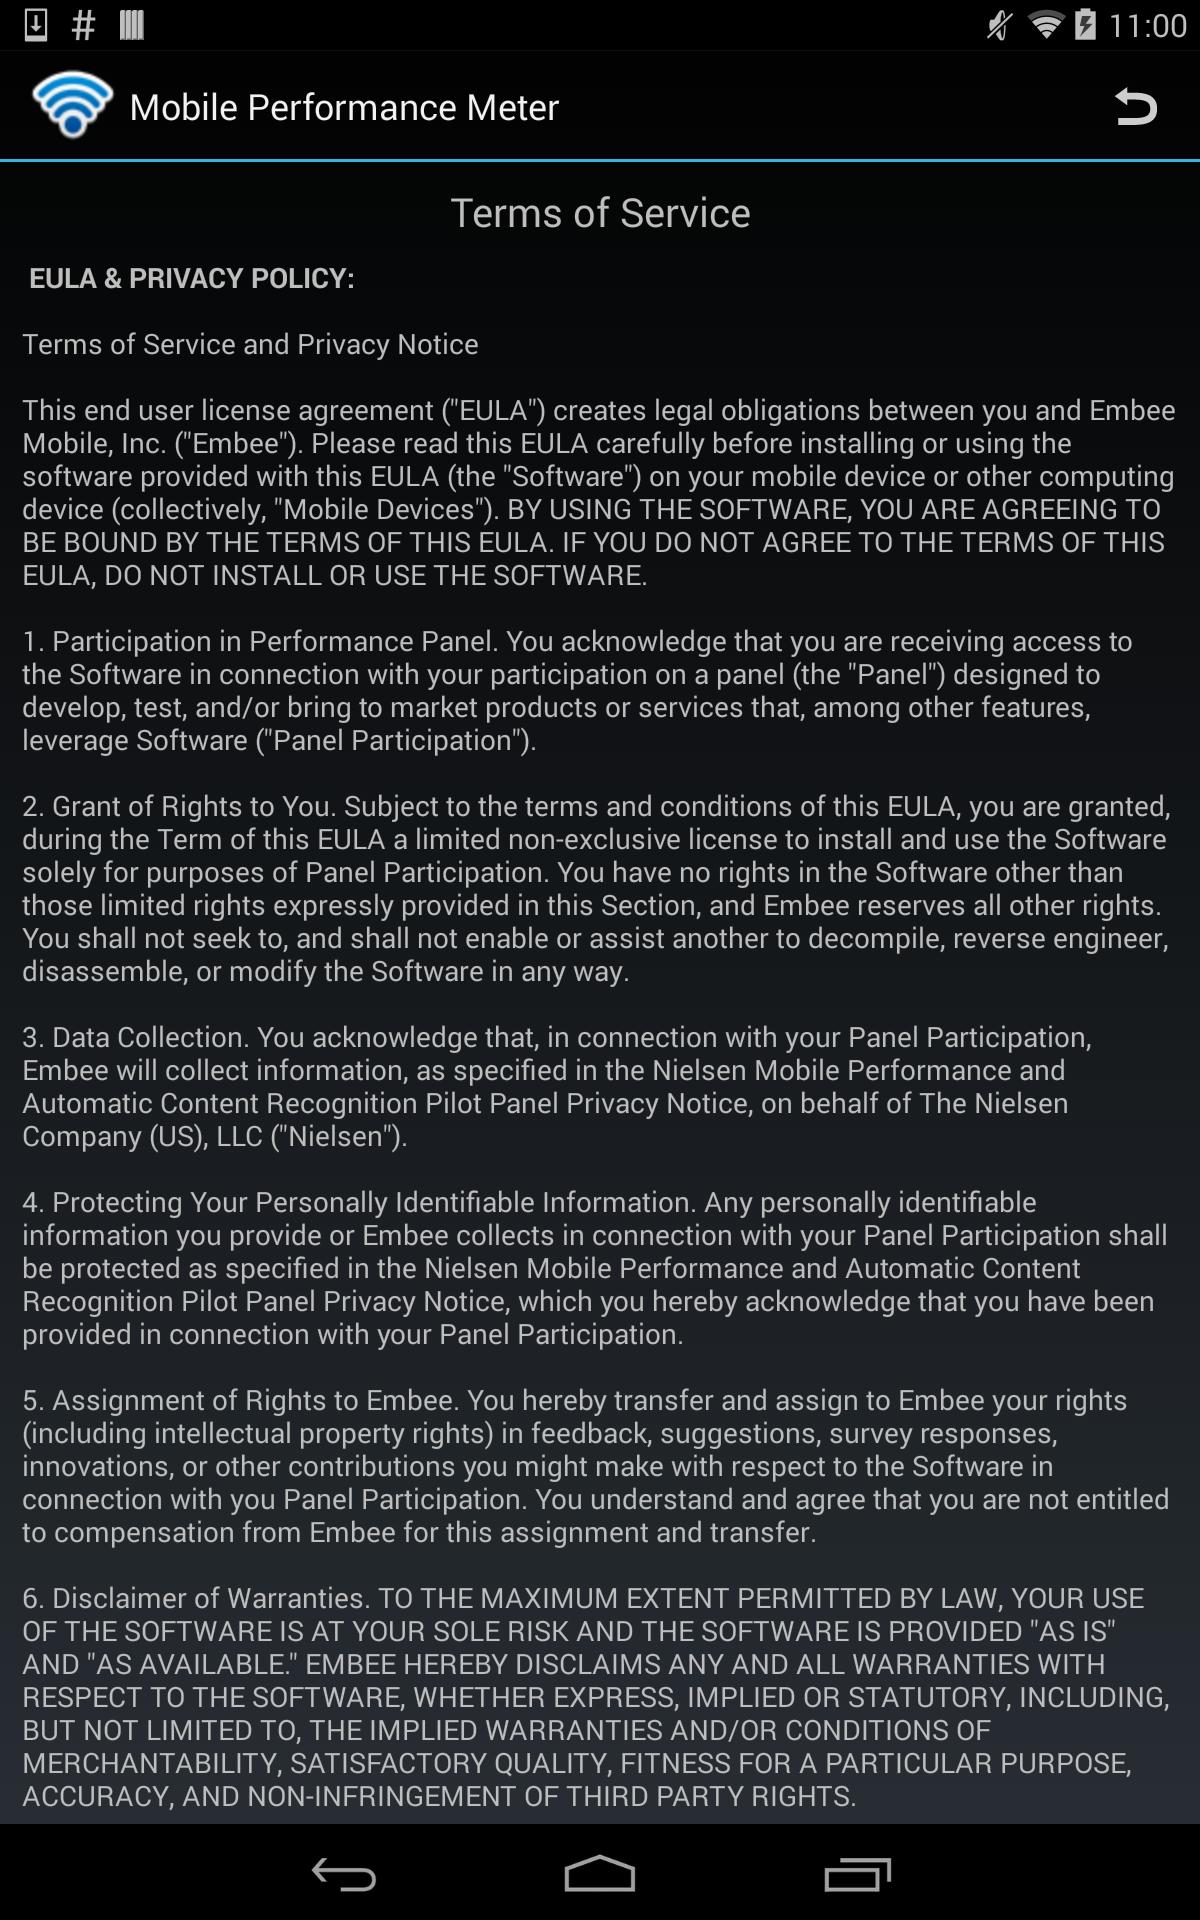 11:00
Mobile Performance Meter
Terms of Service
EULA & PRIVACY POLICY:
Terms of Service and Privacy Notice
This end user license agreement ("EULA") creates legal obligations between you and Embee
Mobile, Inc. ("Embee"). Please read this EULA carefully before installing or using the
software provided with this EULA (the "Software") on your mobile device or other computing
device (collectively, "Mobile Devices"). BY USING THE SOFTWARE, YOU ARE AGREEING TO
BE BOUND BY THE TERMS OF THIS EULA. IF YOU DO NOT AGREE TO THE TERMS OF THIS
EULA, DO NOT INSTALL OR USE THE SOFTWARE.
1. Participation in Performance Panel. You acknowledge that you are receiving access to
the Software in connection with your participation on a panel (the "Panel") designed to
develop, test, and/or bring to market products or services that, among other features,
leverage Software ("Panel Participation").
2. Grant of Rights to You. Subject to the terms and conditions of this EULA, you are granted,
during the Term of this EULA a limited non-exclusive license to install and use the Software
solely for purposes of Panel Participation. You have no rights in the Software other than
those limited rights expressly provided in this Section, and Embee reserves all other rights.
You shall not seek to, and shall not enable or assist another to decompile, reverse engineer,
disassemble, or modify the Software in any way.
3. Data Collection. You acknowledge that, in connection with your Panel Participation,
Embee will collect information, as specified in the Nielsen Mobile Performance and
Automatic Content Recognition Pilot Panel Privacy Notice, on behalf of The Nielsen
Company (US), LLC ("Nielsen").
4. Protecting Your Personally Identifiable Information. Any personally identifiable
information you provide or Embee collects in connection with your Panel Participation shall
be protected as specified in the Nielsen Mobile Performance and Automatic Content
Recognition Pilot Panel Privacy Notice, which you hereby acknowledge that you have been
provided in connection with your Panel Participation.
5. Assignment of Rights to Embee. You hereby transfer and assign to Embee your rights
(including intellectual property rights) in feedback, suggestions, survey responses,
innovations, or other contributions you might make with respect to the Software in
connection with you Panel Participation. You understand and agree that you are not entitled
to compensation from Embee for this assignment and transfer.
6. Disclaimer of Warranties. TO THE MAXIMUM EXTENT PERMITTED BY LAW, YOUR USE
OF THE SOFTWARE IS AT YOUR SOLE RISK AND THE SOFTWARE IS PROVIDED "AS IS"
AND "AS AVAILABLE." EMBEE HEREBY DISCLAIMS ANY AND ALL WARRANTIES WITH
RESPECT TO THE SOFTWARE, WHETHER EXPRESS, IMPLIED OR STATUTORY, INCLUDING,
BUT NOT LIMITED TO, THE IMPLIED WARRANTIES AND/OR CONDITIONS OF
MERCHANTABILITY, SATISFACTORY QUALITY, FITNESS FOR A PARTICULAR PURPOSE,
ACCURACY, AND NON-INFRINGEMENT OF THIRD PARTY RIGHTS.